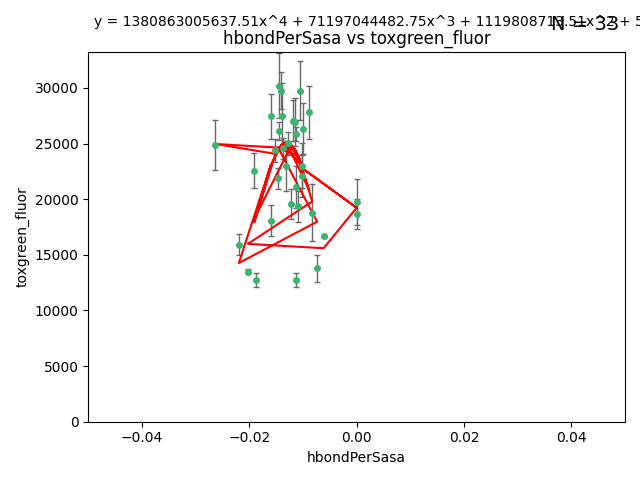 y = 1380863005637.51x^4 + 71197044482.75x^3 + 1119808713.51x^2 + 5
N = 33
hbondPerSasa vs toxgreen_fluor
30000
25000
20000
15000
10000
5000
0
toxgreen_fluor
−0.04 −0.02 0.00 0.02 0.04
hbondPerSasa